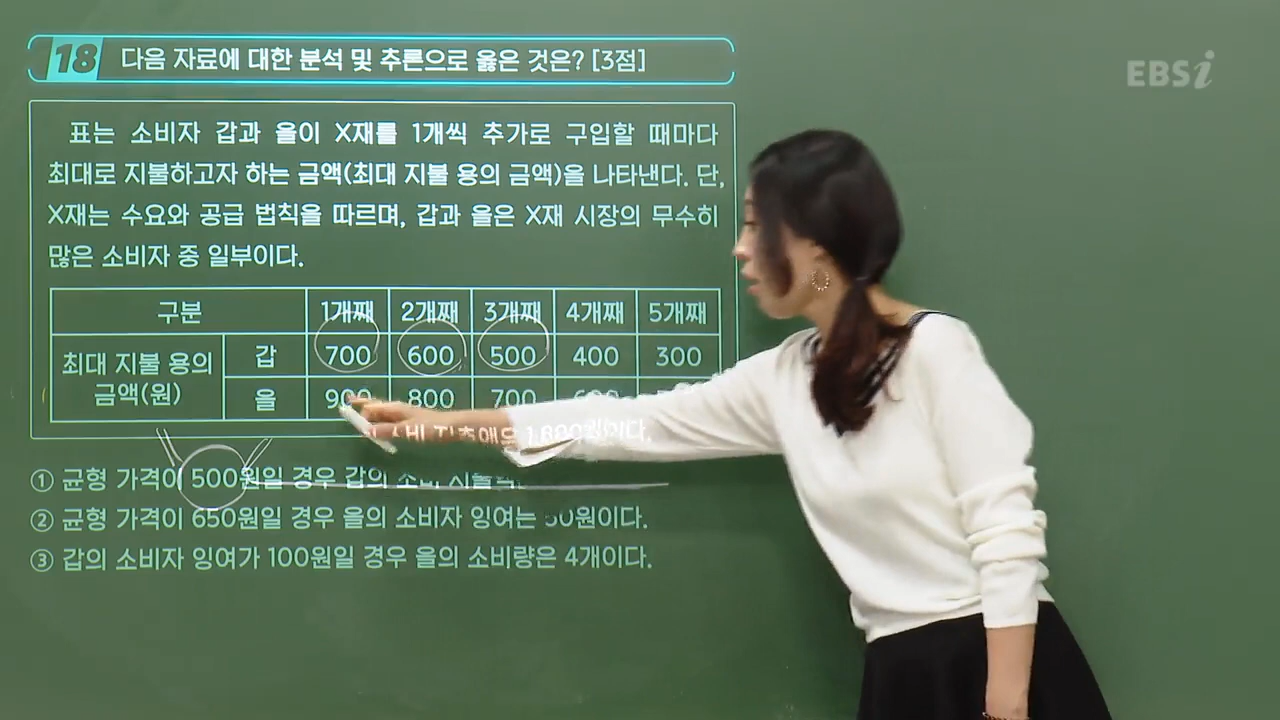 18 다음 자료에 대한 분석 및 추론으로 옳은 것은? [3점]
EBSi
표는 소비자 갑과 을이 X재를 1개씩 추가로 구입할 때마다
최대로 지불하고자 하는 금액(최대 지불 용의 금액)을 나타낸다. 단,
X재는 수요와 공급 법칙을 따르며, 갑과 을은 X재 시장의 무수히
많은 소비자 중 일부이다.
구분 1개째 2개째 3개째 4개째 5개째
최대 지불 용의 금액(원)
갑 700 600 500 400 300
을 900 800 700
① 균형 가격이 500원일 경우 갑의 소비
② 균형 가격이 650원일 경우 을의 소비자 잉여는 50원이다.
③ 갑의 소비자 잉여가 100원일 경우 을의 소비량은 4개이다.